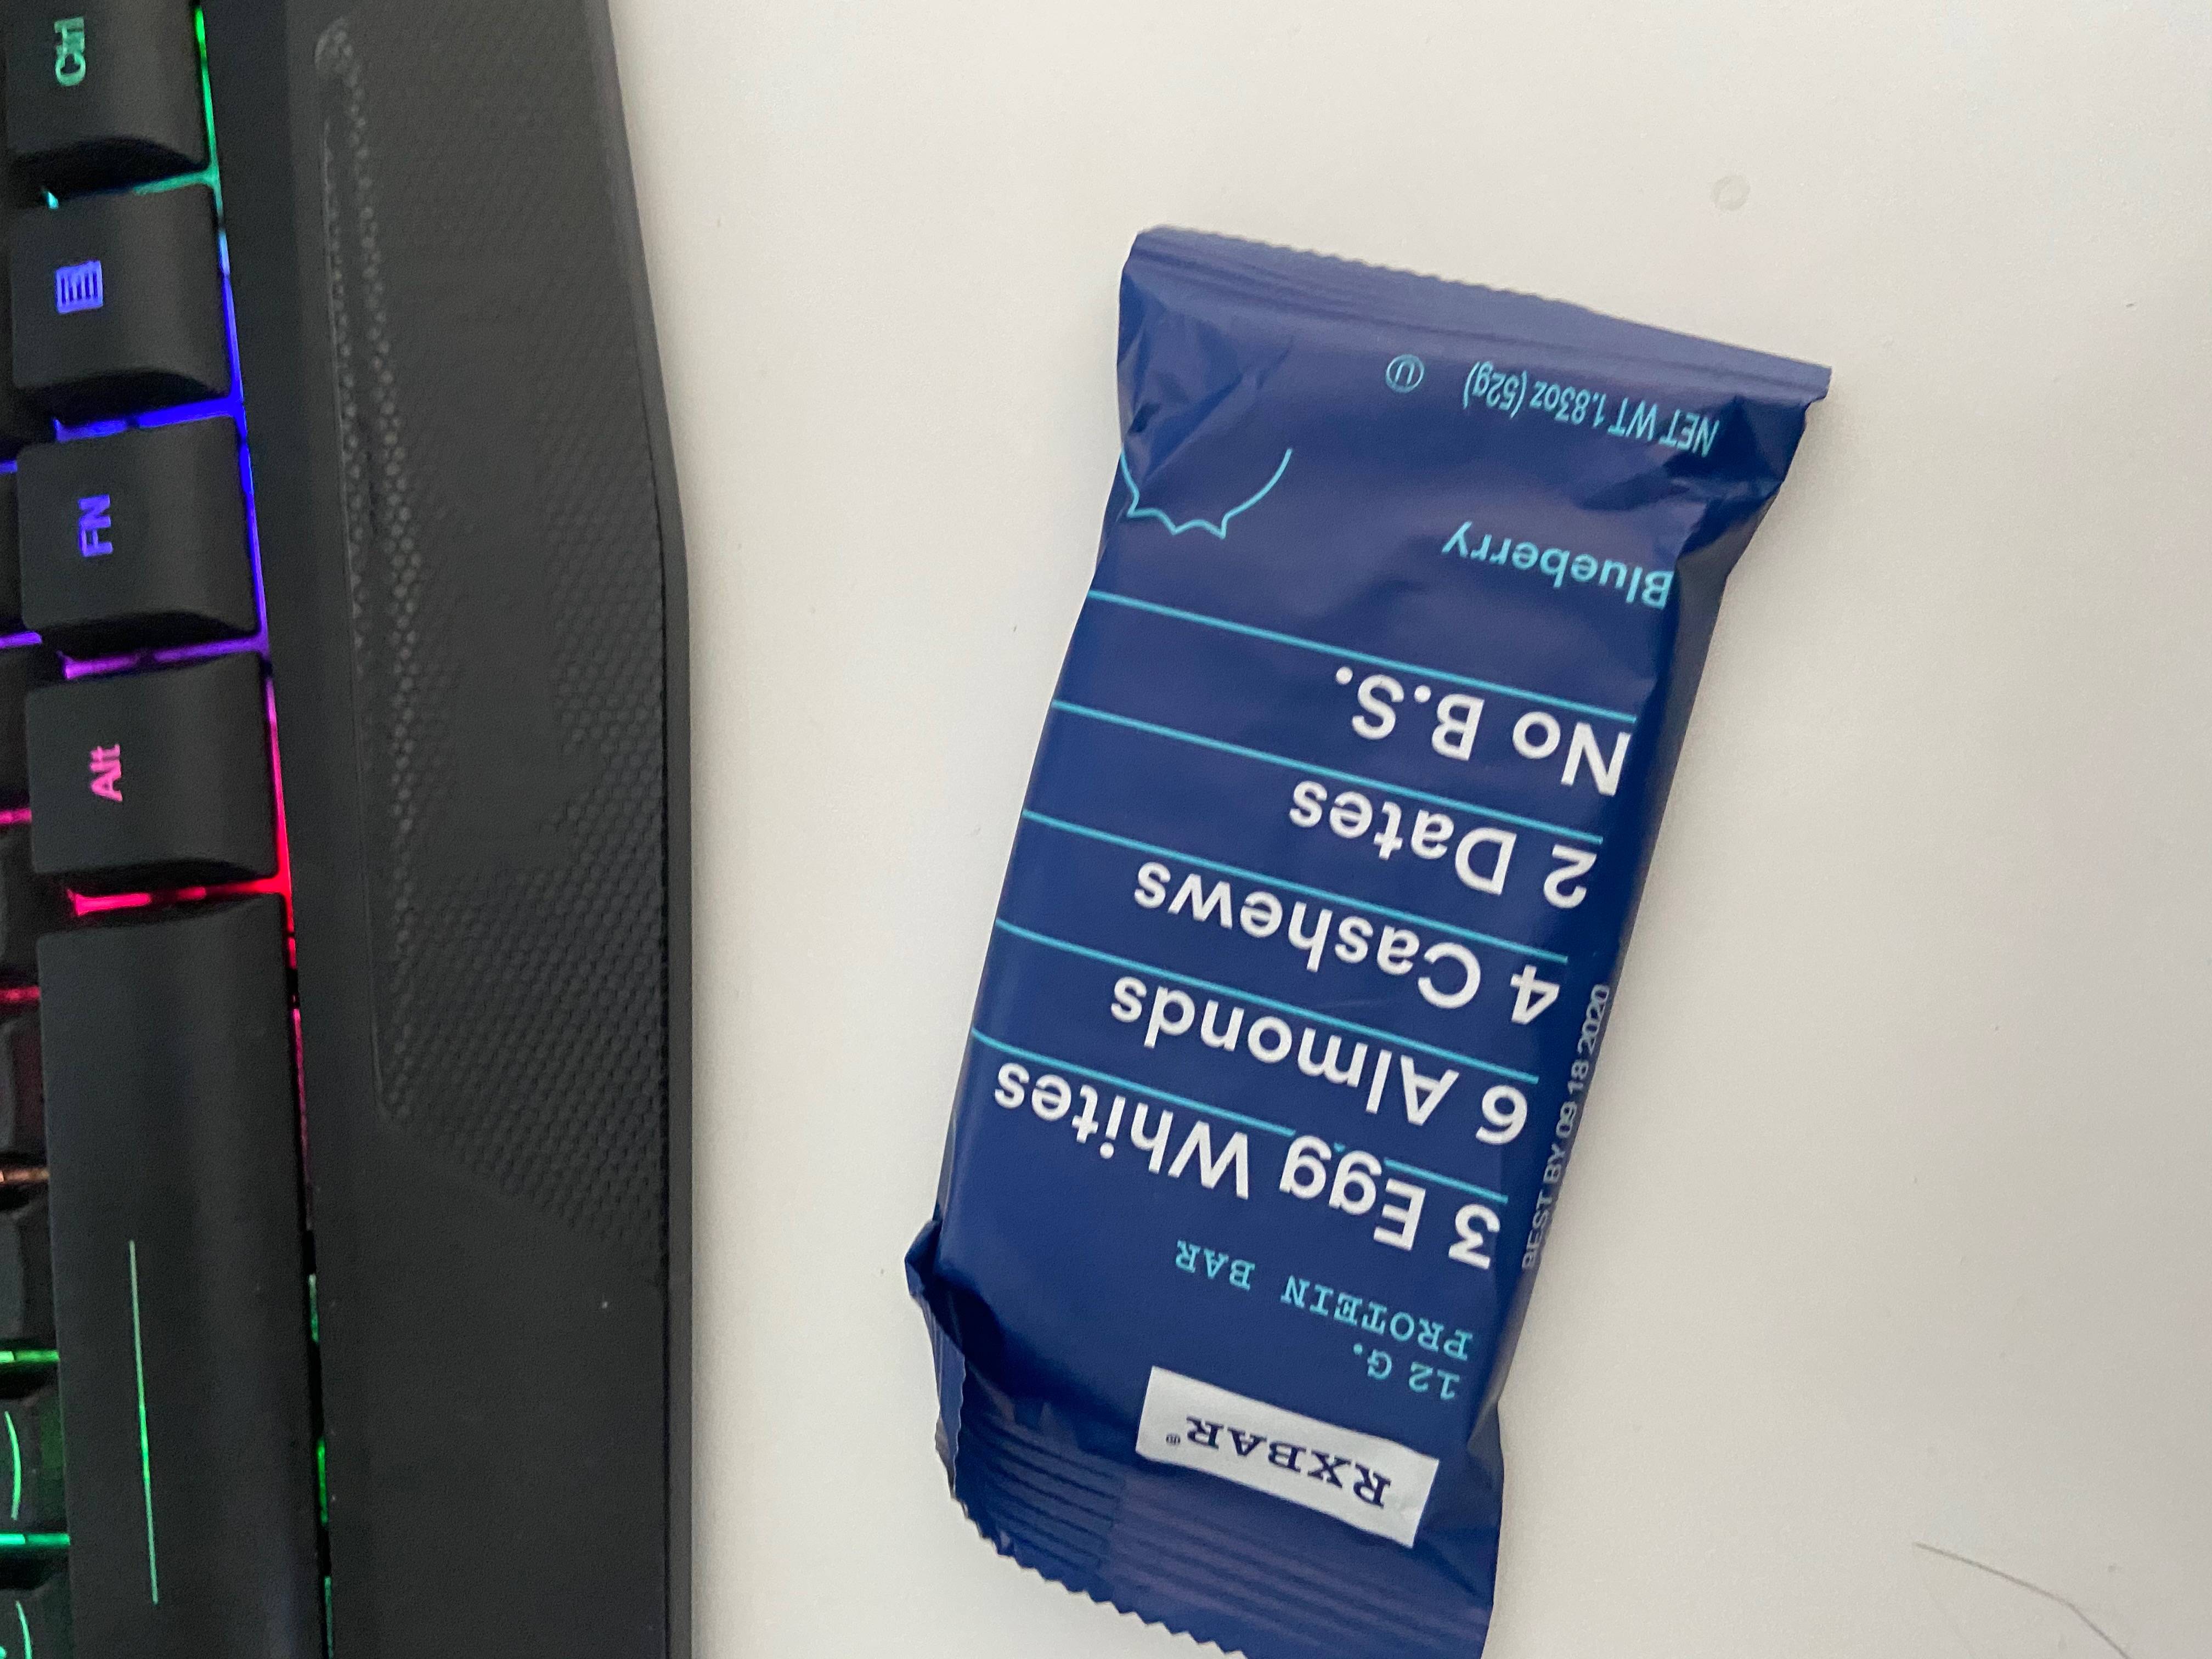 Alt
FN
Ctrl
RXBAR®
12 G.
PROTEIN BAR
3 Egg Whites
6 Almonds
4 Cashews
2 Dates
No B.S.
BEST BY 09 18 2020
Blueberry
NET WT 1.83oz (52g)
U